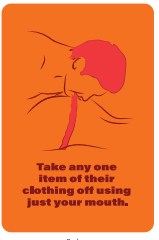 Take any one
item of their
clothing off using
just your mouth.